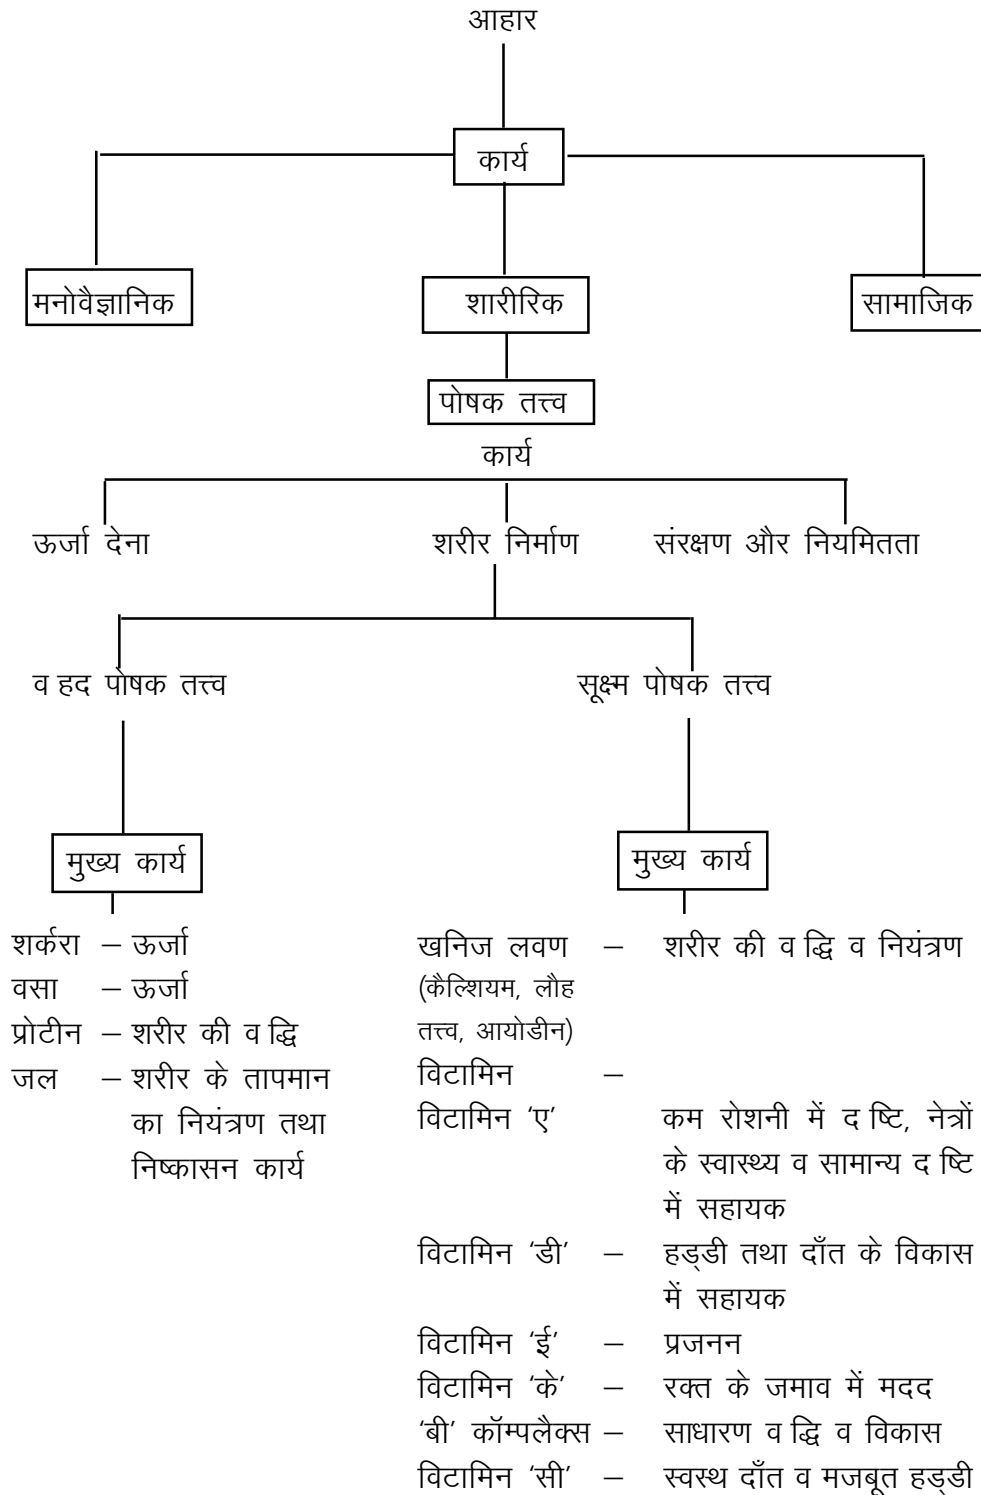 आहार
कार्य
मनोवैज्ञानिक
शारीरिक
सामाजिक
पोषक तत्त्व
कार्य
ऊर्जा देना
शरीर निर्माण
संरक्षण और नियमितता
व हद पोषक तत्त्व
सूक्ष्म पोषक तत्त्व
मुख्य कार्य
शर्करा – ऊर्जा
वसा – ऊर्जा
प्रोटीन – शरीर की व द्धि
जल – शरीर के तापमान
का नियंत्रण तथा
निष्कासन कार्य
मुख्य कार्य
खनिज लवण – शरीर की व द्धि व नियंत्रण
(कैल्शियम, लौह
तत्त्व, आयोडीन)
विटामिन –
विटामिन ‘ए’ कम रोशनी में द ष्टि, नेत्रों
के स्वास्थ्य व सामान्य द ष्टि
में सहायक
विटामिन ‘डी’ – हड्डी तथा दाँत के विकास
में सहायक
विटामिन ‘ई’ – प्रजनन
विटामिन ‘के’ – रक्त के जमाव में मदद
‘बी’ कॉम्पलैक्स – साधारण व द्धि व विकास
विटामिन ‘सी’ – स्वस्थ दाँत व मजबूत हड्डी